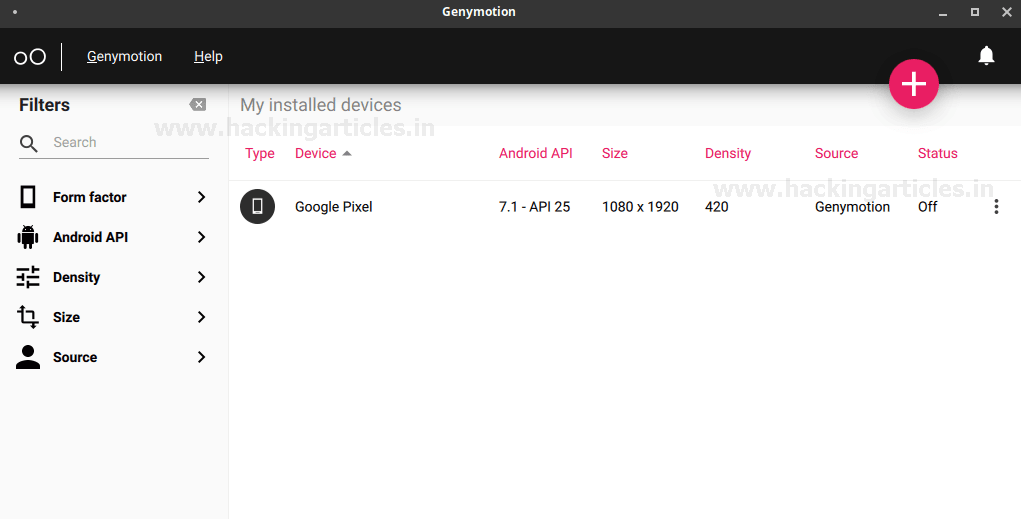 Genymotion
Genymotion Help
Filters
My installed devices
www.hackingarticles.in
Search
Type Device Android API Size Density Source Status
www.hackingarticles.in
Form factor
Google Pixel 7.1 - API 25 1080 x 1920 420 Genymotion Off
Android API
Density
Size
Source